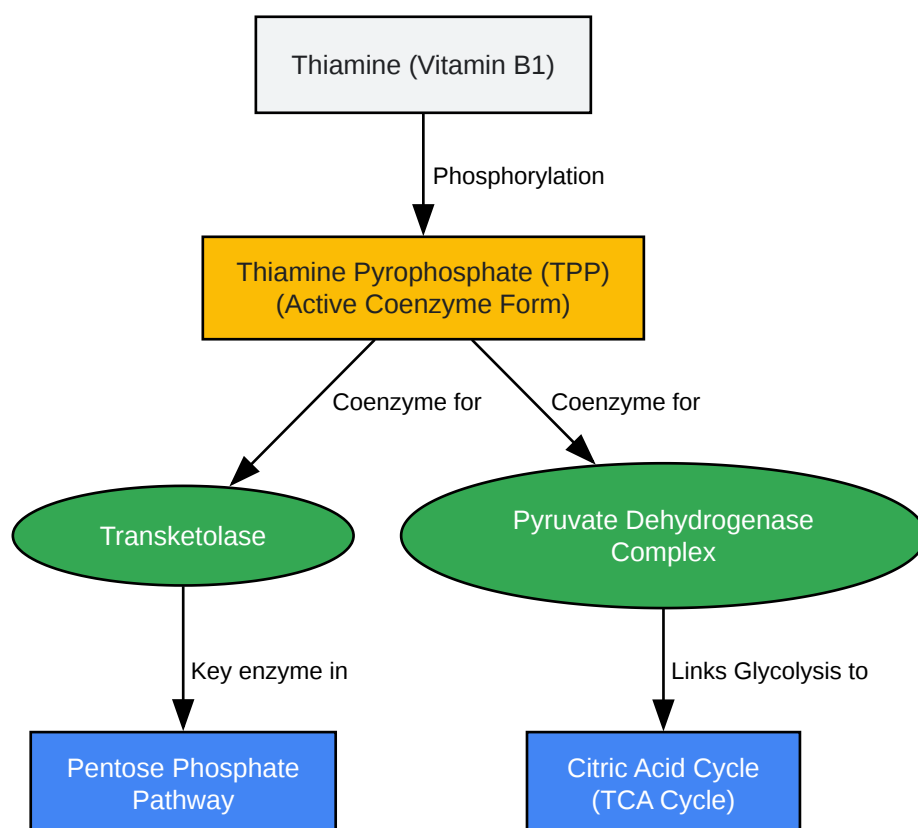 Thiamine (Vitamin B1)
Phosphorylation
Thiamine Pyrophosphate (TPP)
(Active Coenzyme Form)
Coenzyme for
Coenzyme for
Transketolase
Pyruvate Dehydrogenase
Complex
Key enzyme in
Links Glycolysis to
Pentose Phosphate
Pathway
Citric Acid Cycle
(TCA Cycle)